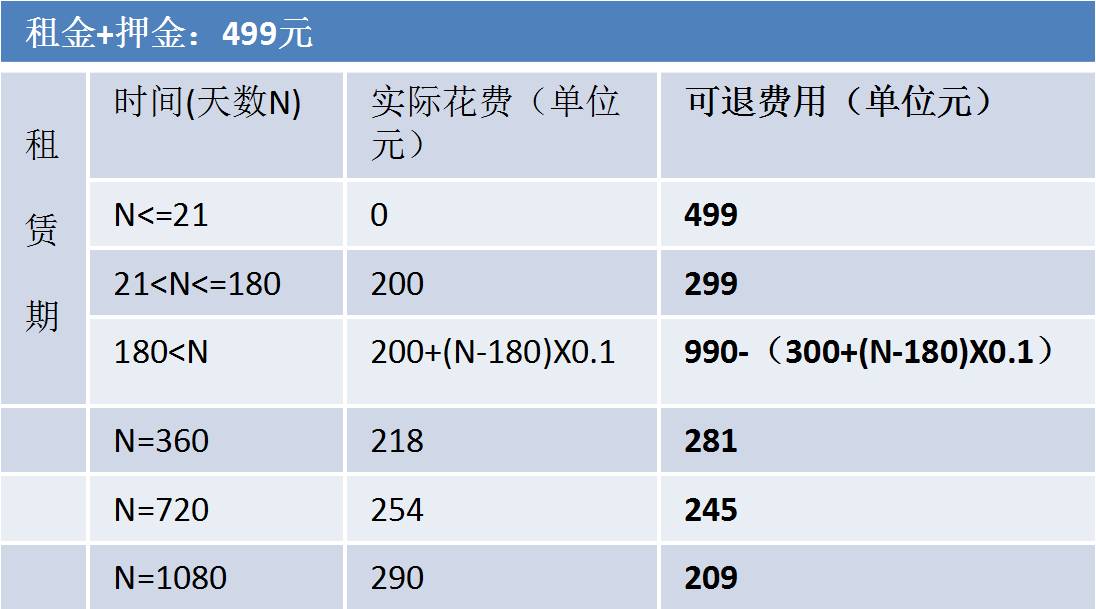 租金+押金：499元
租赁期
时间(天数N) 实际花费（单位元） 可退费用（单位元）
N<=21 0 499
21<N<=180 200 299
180<N 200+(N-180)X0.1 990-（300+(N-180)X0.1）
N=360 218 281
N=720 254 245
N=1080 290 209